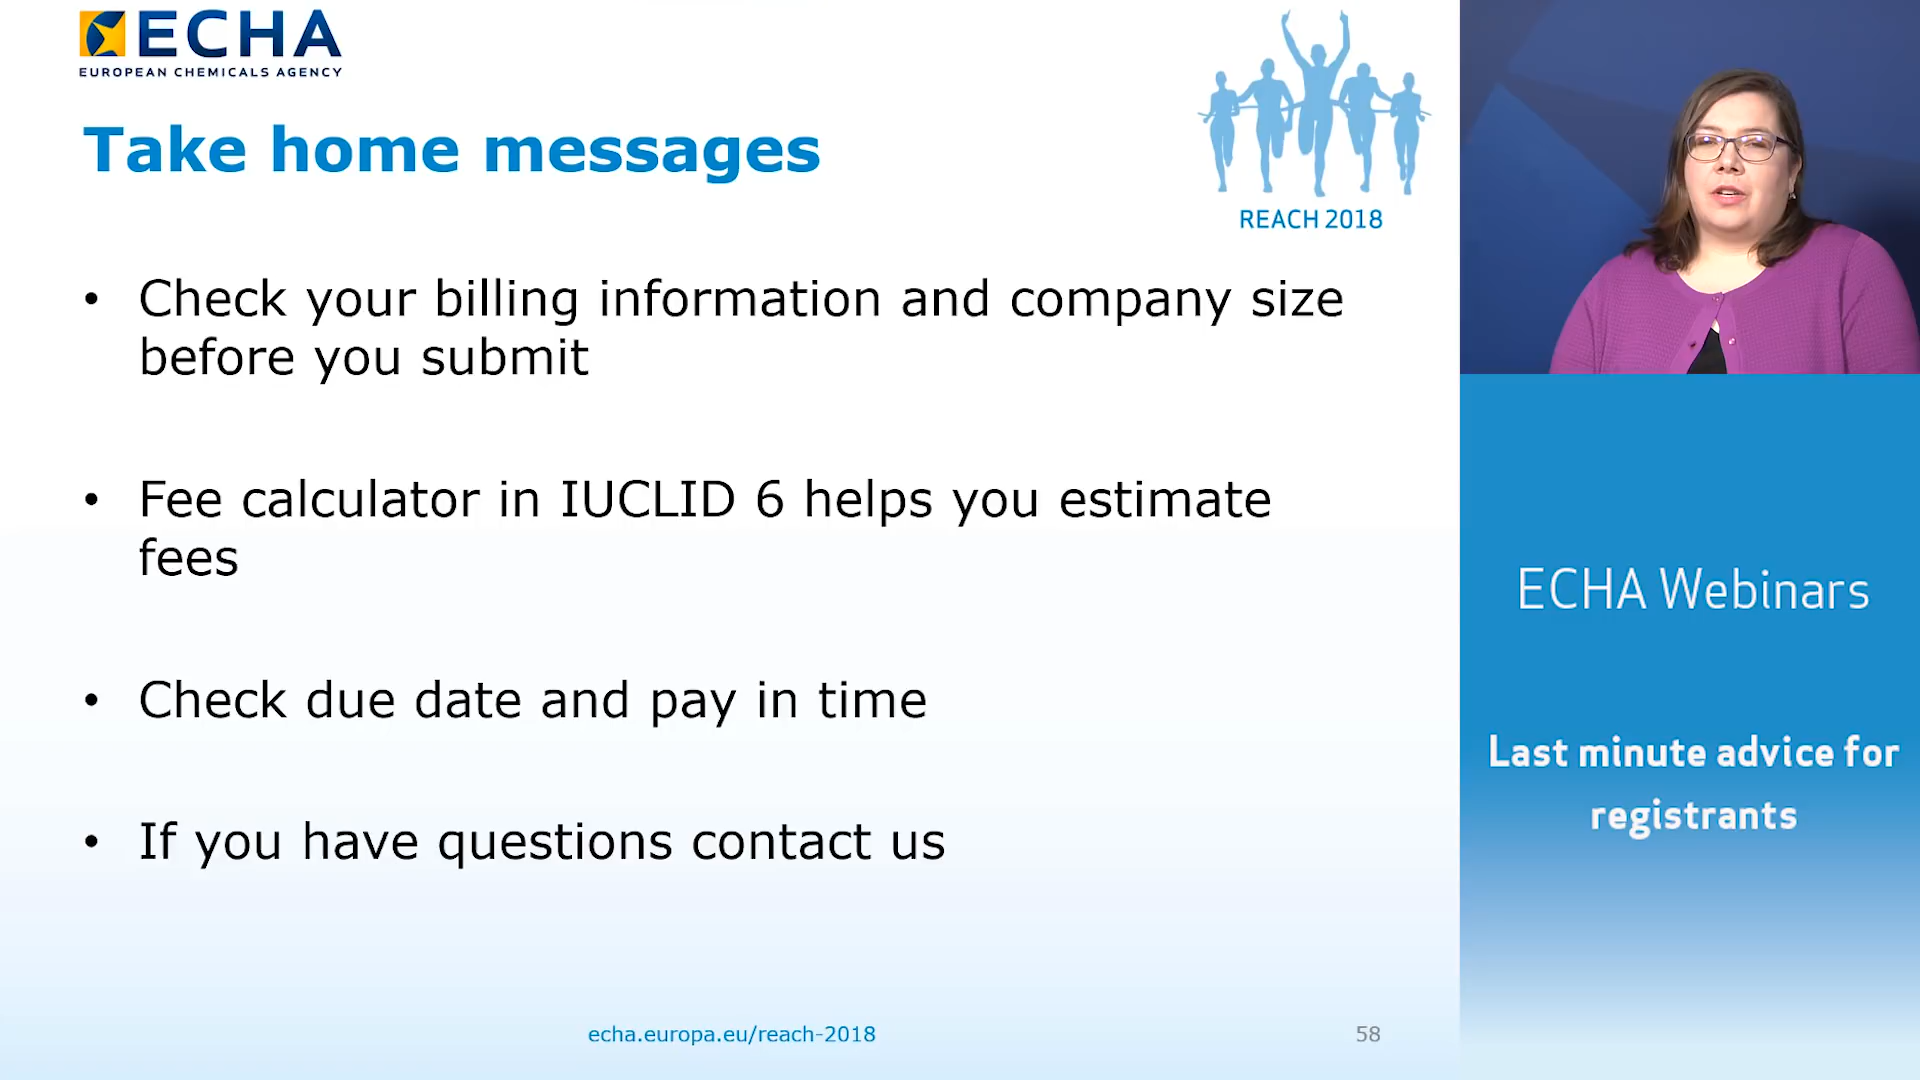 ECHA
EUROPEAN CHEMICALS AGENCY
Take home messages
REACH 2018
• Check your billing information and company size
before you submit
• Fee calculator in IUCLID 6 helps you estimate
fees
• Check due date and pay in time
• If you have questions contact us
echa.europa.eu/reach-2018
58
ECHA Webinars
Last minute advice for
registrants